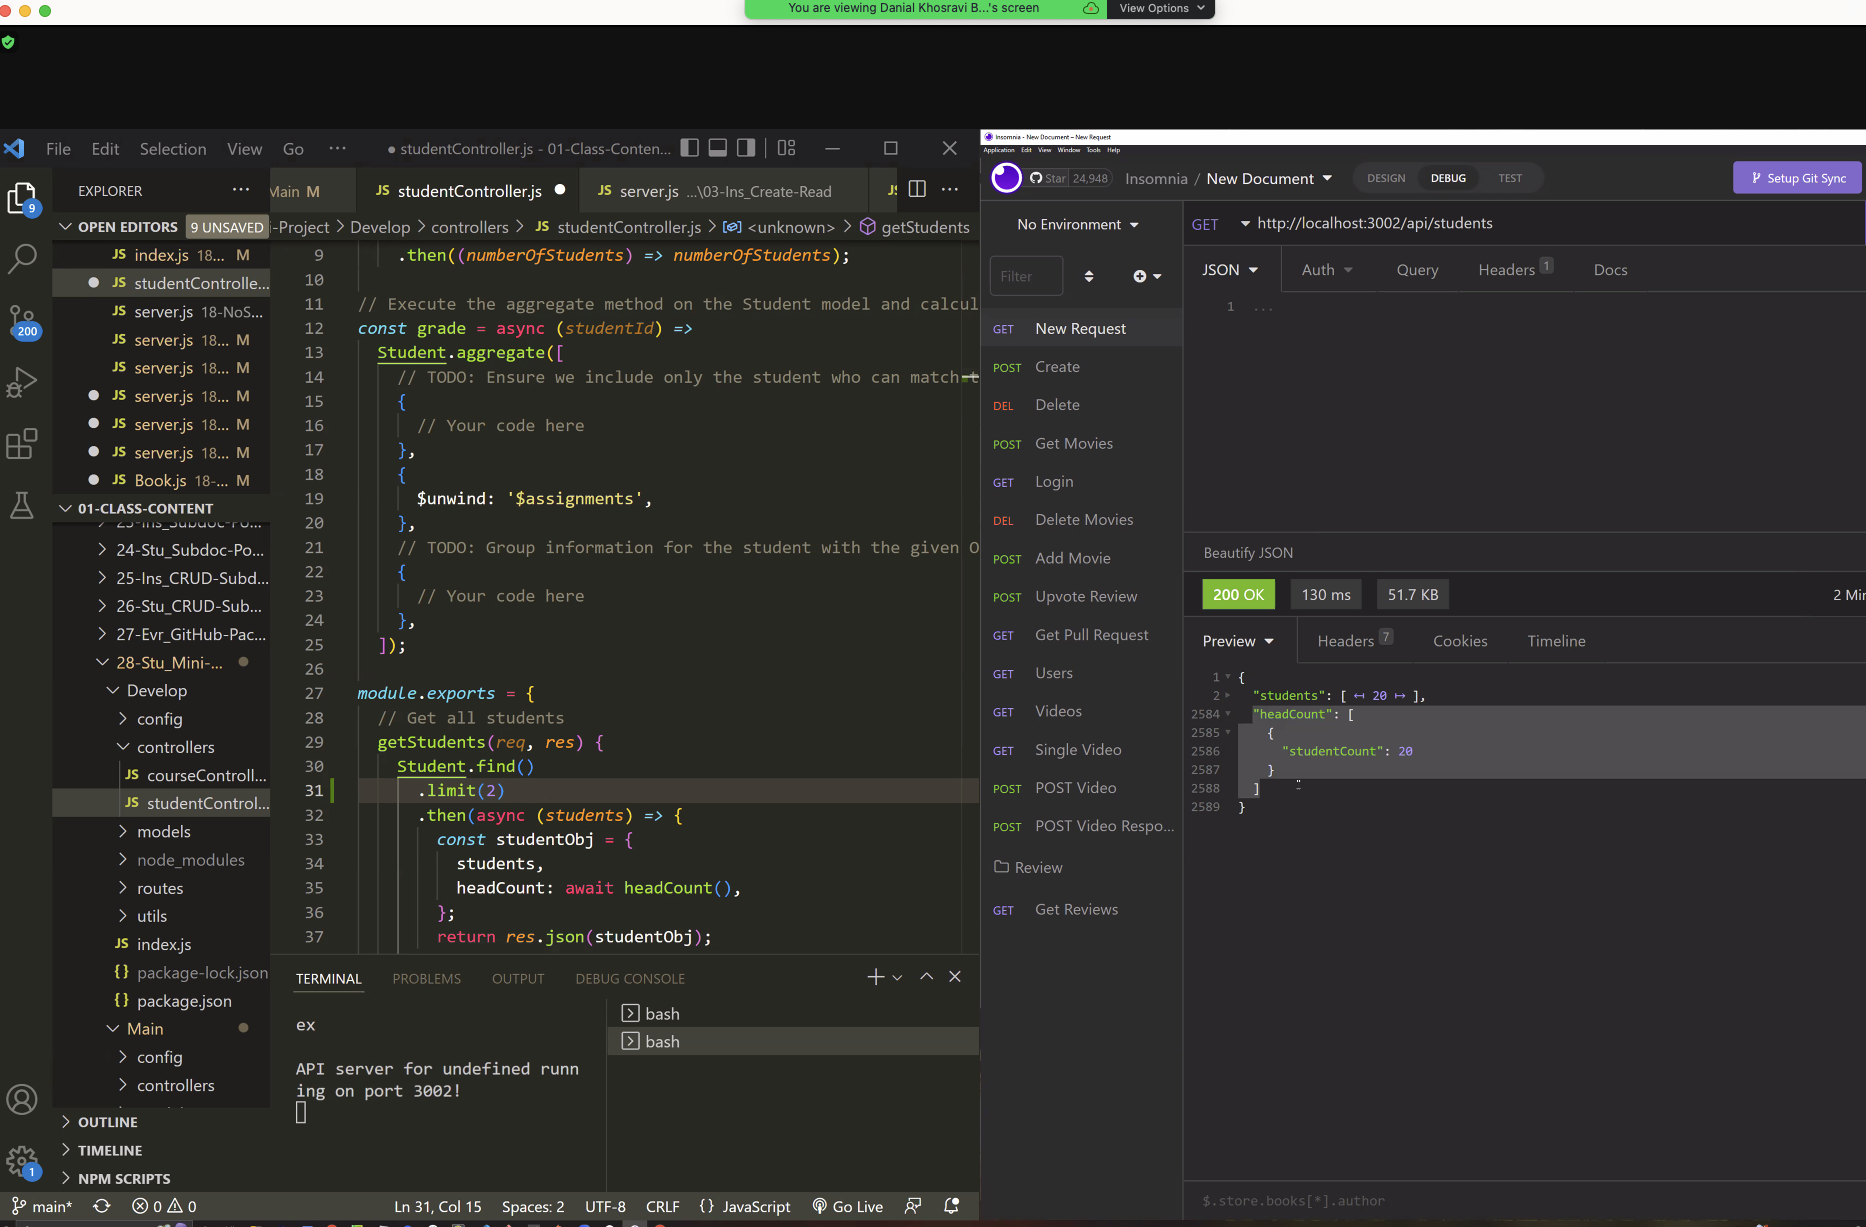 You are viewing Danial Khosravi B...'s screen
View Options
File Edit Selection View Go ···
● studentController.js - 01-Class-Conten...
EXPLORER ···
Main M
JS studentController.js ●
JS server.js ...\03-Ins_Create-Read
···
OPEN EDITORS 9 UNSAVED
-Project > Develop > controllers > JS studentController.js > <unknown> > getStudents
JS index.js 18... M
● JS studentControlle...
JS server.js 18-NoS...
JS server.js 18... M
JS server.js 18... M
● JS server.js 18... M
● JS server.js 18... M
● JS server.js 18... M
● JS Book.js 18-... M
01-CLASS-CONTENT
24-Stu_Subdoc-Po...
25-Ins_CRUD-Subd...
26-Stu_CRUD-Sub...
27-Evr_GitHub-Pac...
28-Stu_Mini-...
Develop
config
controllers
JS courseControll...
JS studentControl...
models
node_modules
routes
utils
JS index.js
{} package-lock.json
{} package.json
Main
config
controllers
OUTLINE
TIMELINE
NPM SCRIPTS
9
200
1
9 .then((numberOfStudents) => numberOfStudents);
10
11 // Execute the aggregate method on the Student model and calcul
12 const grade = async (studentId) =>
13 Student.aggregate([
14 // TODO: Ensure we include only the student who can match t
15 {
16 // Your code here
17 },
18 {
19 $unwind: '$assignments',
20 },
21 // TODO: Group information for the student with the given O
22 {
23 // Your code here
24 },
25 ]);
26
27 module.exports = {
28 // Get all students
29 getStudents(req, res) {
30 Student.find()
31 .limit(2)
32 .then(async (students) => {
33 const studentObj = {
34 students,
35 headCount: await headCount(),
36 };
37 return res.json(studentObj);
TERMINAL PROBLEMS OUTPUT DEBUG CONSOLE
ex
API server for undefined runn
ing on port 3002!
bash
bash
main* 0 0 Ln 31, Col 15 Spaces: 2 UTF-8 CRLF {} JavaScript Go Live
Insomnia - New Document – New Request
Application Edit View Window Tools Help
Star 24,948
Insomnia / New Document
DESIGN DEBUG TEST
Setup Git Sync
No Environment
Filter
GET New Request
POST Create
DEL Delete
POST Get Movies
GET Login
DEL Delete Movies
POST Add Movie
POST Upvote Review
GET Get Pull Request
GET Users
GET Videos
GET Single Video
POST POST Video
POST POST Video Respo...
Review
GET Get Reviews
GET http://localhost:3002/api/students
JSON Auth Query Headers 1 Docs
1 ...
Beautify JSON
200 OK 130 ms 51.7 KB 2 Min
Preview Headers 7 Cookies Timeline
1 {
2 "students": [ ↤ 20 ↦ ],
2584 "headCount": [
2585 {
2586 "studentCount": 20
2587 }
2588 ]
2589 }
$.store.books[*].author